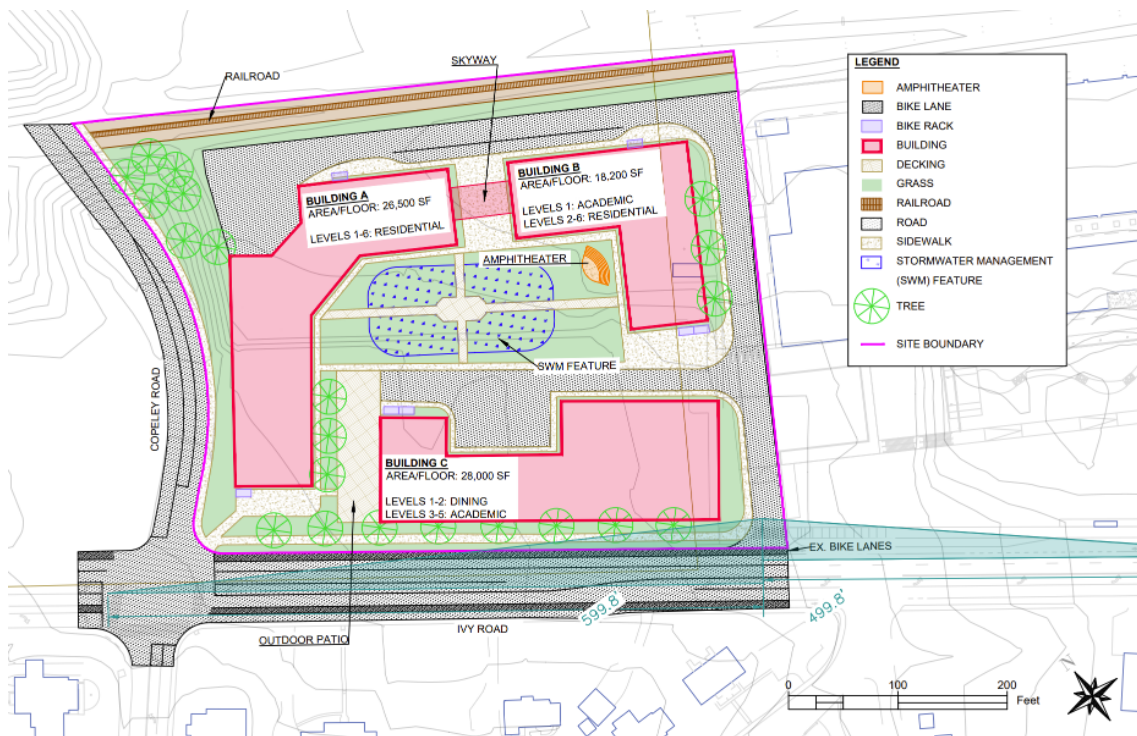 SKYWAY
RAILROAD
BUILDING A
AREA/FLOOR: 26,500 SF
LEVELS 1-6: RESIDENTIAL
BUILDING B
AREA/FLOOR: 18,200 SF
LEVEL 1: ACADEMIC
LEVELS 2-6: RESIDENTIAL
AMPHITHEATER
SWM FEATURE
COPELEY ROAD
BUILDING C
AREA/FLOOR: 28,000 SF
LEVELS 1-2: DINING
LEVELS 3-5: ACADEMIC
EX. BIKE LANES
599.8'
499.8'
IVY ROAD
OUTDOOR PATIO
LEGEND
AMPHITHEATER
BIKE LANE
BIKE RACK
BUILDING
DECKING
GRASS
RAILROAD
ROAD
SIDEWALK
STORMWATER MANAGEMENT
(SWM) FEATURE
TREE
SITE BOUNDARY
0 100 200
Feet
N